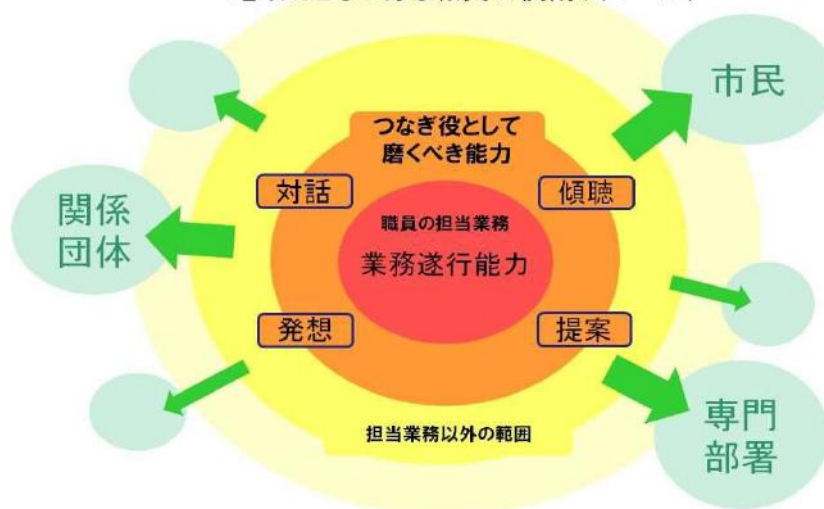 市民
つなぎ役として
磨くべき能力
対話
傾聴
関係
団体
職員の担当業務
業務遂行能力
発想
提案
担当業務以外の範囲
専門
部署